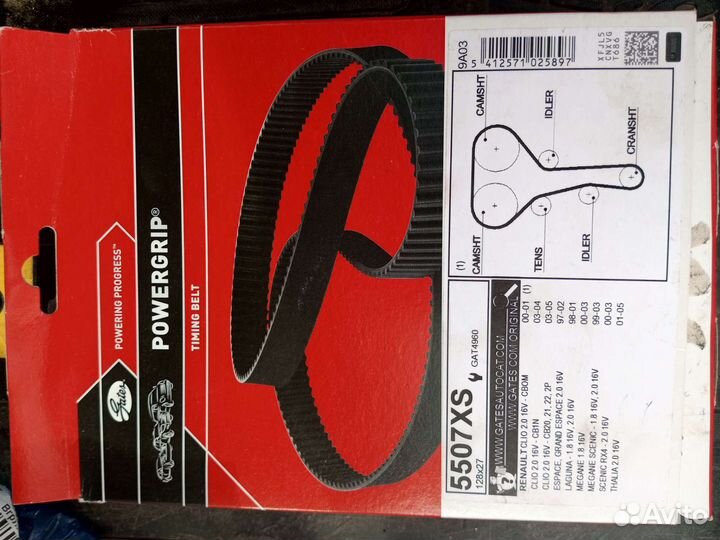 Gates
POWERING PROGRESS™
POWERGRIP®
TIMING BELT
5507XS
128x27
GAT4960
WWW.GATESAUTOCAT.COM
WWW.GATES.COM/ORIGINAL
RENAULT CLIO 2.0 16V - CBOM 00-01 (1)
CLIO 2.0 16V - CB1N 03-04
CLIO 2.0 16V - CB20, 21, 22, 2P 03-05
ESPACE, GRAND ESPACE 2.0 16V 97-02
LAGUNA - 1.8 16V, 2.0 16V 98-01
MEGANE 1.8 16V 00-03
MEGANE SCENIC - 1.8 16V, 2.0 16V 99-03
SCENIC RX4 - 2.0 16V 00-03
THALIA 2.0 16V 01-05
(1)
CAMSHT
CAMSHT
TENS
IDLER
IDLER
CRANSHT
9A03
5 412571 025897
XFJL5
CNXVG
T686
Avito